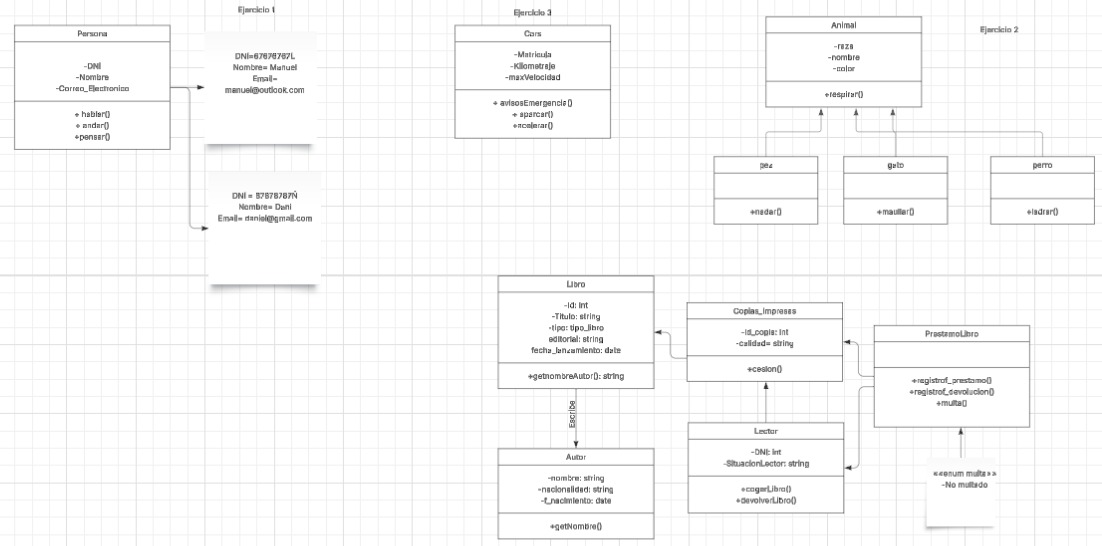 Ejercicio 1
Persona
-DNI
-Nombre
-Correo_Electronico
+ hablar()
+ andar()
+pensar()
DNI=67676767L
Nombre= Manuel
Email=
manuel@outlook.com
Nombre= Dani
Email= daniel@gmail.com
Ejercicio 3
Cars
-Matricula
-Kilometraje
-maxVelocidad
+ avisosEmergencia()
+ aparcar()
+acelerar()
Ejercicio 2
Animal
-raza
-nombre
-color
+respirar()
pez
+nadar()
gato
+maullar()
perro
+ladrar()
Libro
-id: int
-Titulo: string
-tipo: tipo_libro
editorial: string
fecha_lanzamiento: date
+getnombreAutor(): string
Escribe
Autor
-nombre: string
-nacionalidad: string
-f_nacimiento: date
+getNombre()
Copias_impresas
-id_copia: int
-calidad= string
+cesion()
Lector
-DNI: int
-SituacionLector: string
+cogerLibro()
+devolverLibro()
PrestamoLibro
+registrof_prestamo()
+registrof_devolucion()
+multa()
<<enum multa>>
-No multado